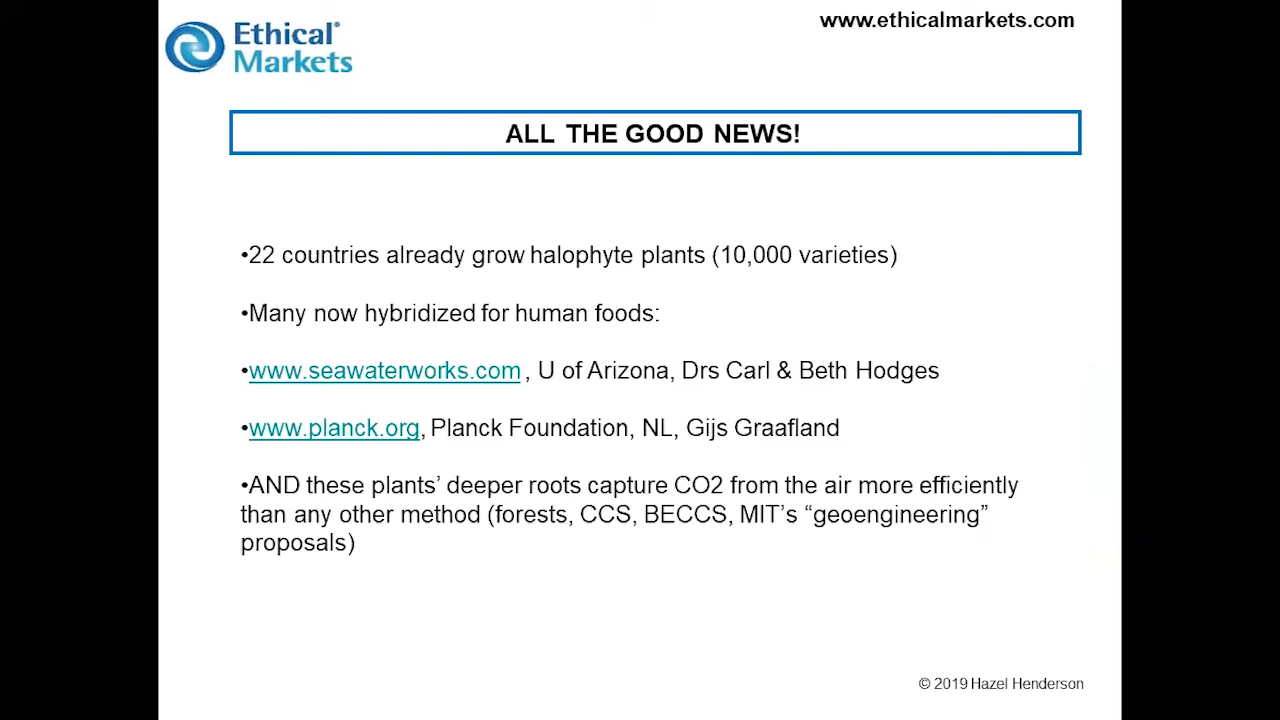 Ethical®
Markets
www.ethicalmarkets.com
ALL THE GOOD NEWS!
•22 countries already grow halophyte plants (10,000 varieties)
•Many now hybridized for human foods:
•www.seawaterworks.com , U of Arizona, Drs Carl & Beth Hodges
•www.planck.org, Planck Foundation, NL, Gijs Graafland
•AND these plants’ deeper roots capture CO2 from the air more efficiently
than any other method (forests, CCS, BECCS, MIT’s “geoengineering”
proposals)
© 2019 Hazel Henderson